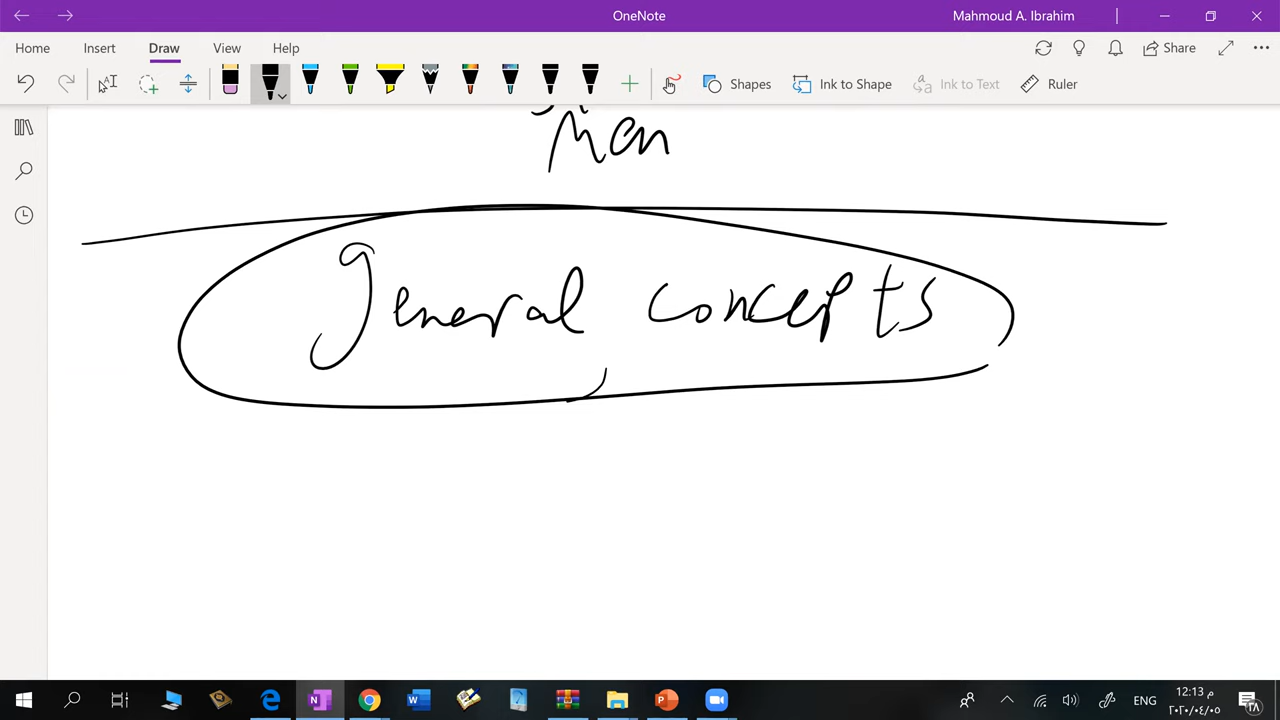 OneNote
Mahmoud A. Ibrahim
Home Insert Draw View Help
Share
Shapes Ink to Shape Ink to Text Ruler
Men
General concepts
ENG
12:13 م
٢٠٢٠/٠٤/٠٥
٢٨